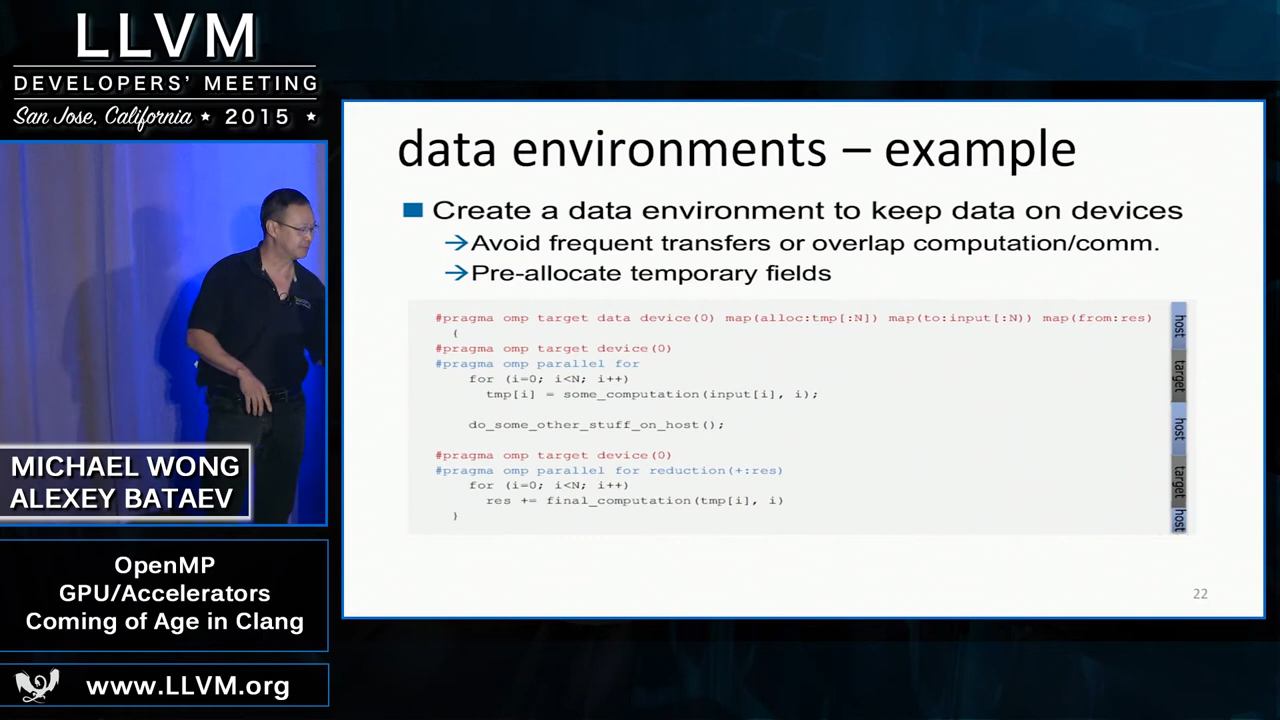 LLVM
DEVELOPERS' MEETING
San Jose, California ★ 2015 ★
MICHAEL WONG
ALEXEY BATAEV
OpenMP
GPU/Accelerators
Coming of Age in Clang
www.LLVM.org
data environments – example
Create a data environment to keep data on devices
→Avoid frequent transfers or overlap computation/comm.
→Pre-allocate temporary fields
#pragma omp target data device(0) map(alloc:tmp[:N]) map(to:input[:N)) map(from:res)
{
#pragma omp target device(0)
#pragma omp parallel for
for (i=0; i<N; i++)
tmp[i] = some_computation(input[i], i);
do_some_other_stuff_on_host();
#pragma omp target device(0)
#pragma omp parallel for reduction(+:res)
for (i=0; i<N; i++)
res += final_computation(tmp[i], i)
}
host
target
host
target
host
22